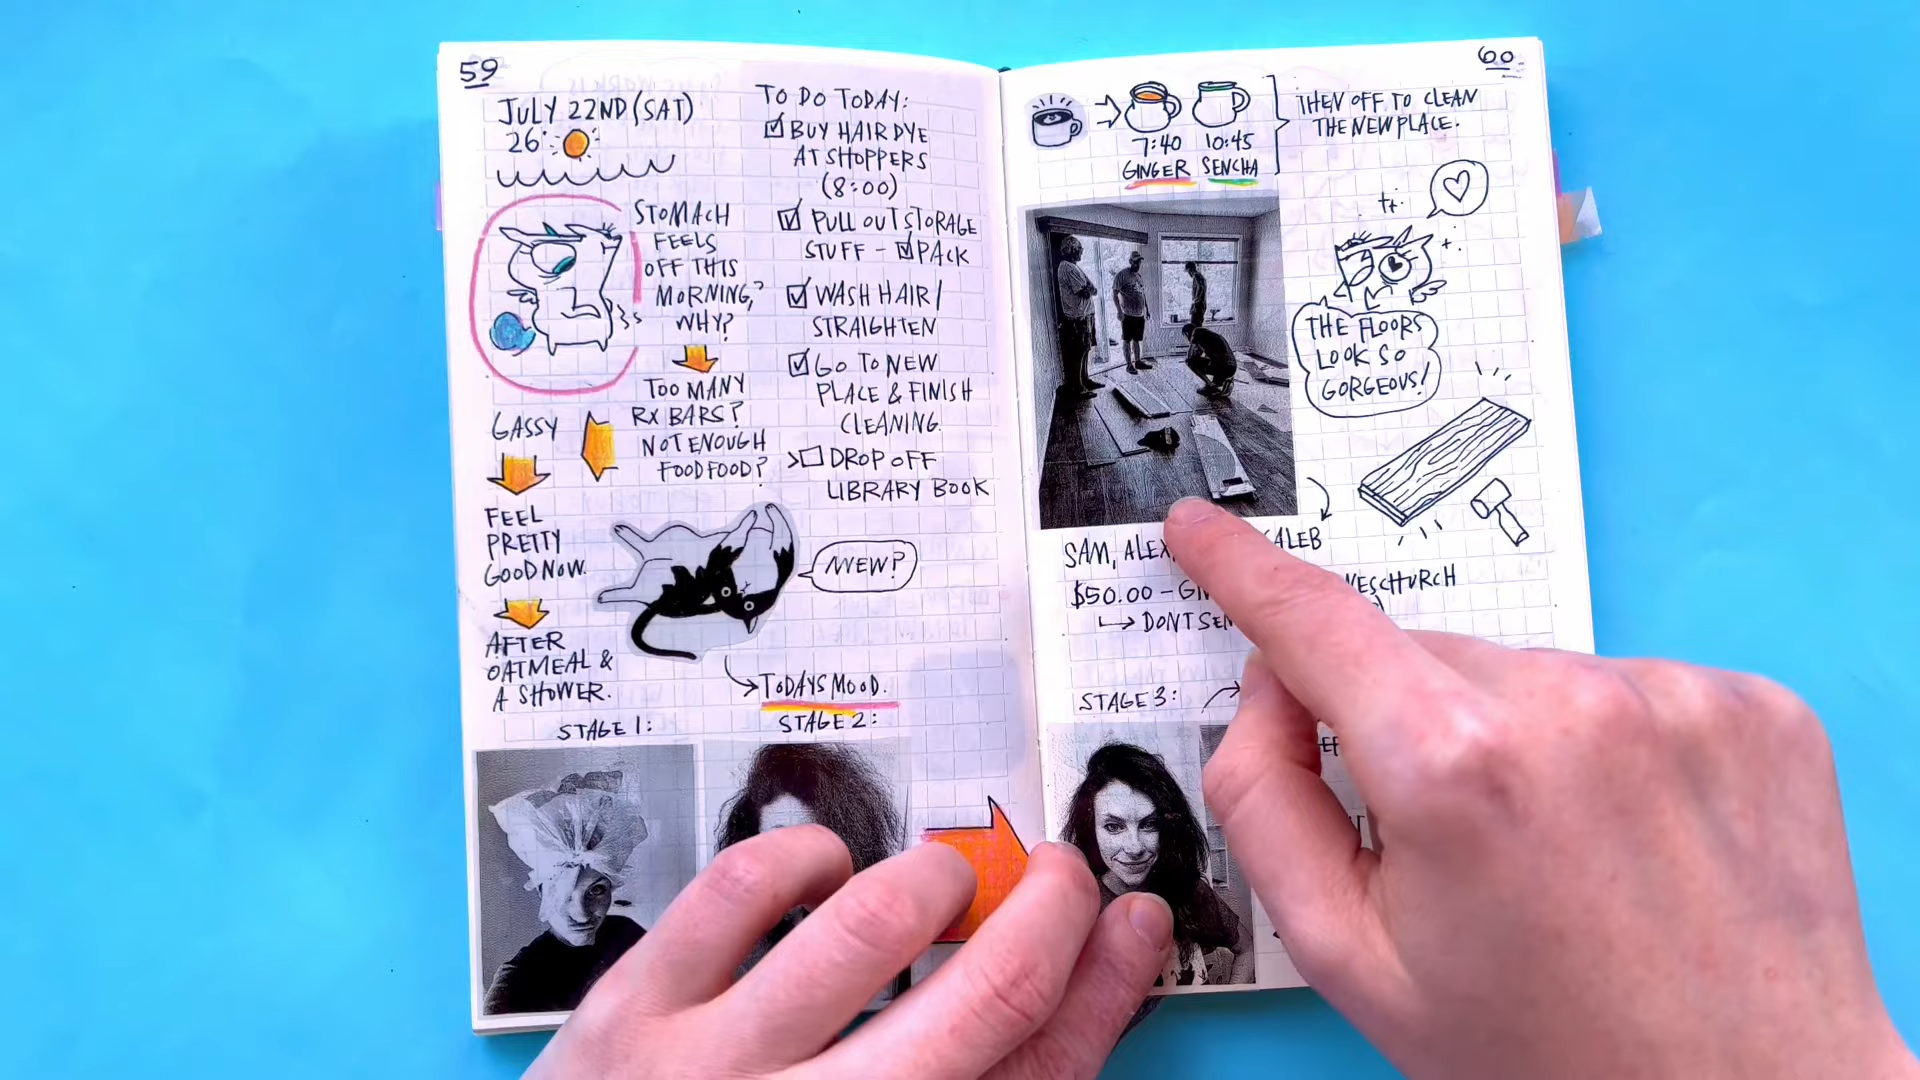 59
JULY 22ND (SAT)
26°
STOMACH
FEELS
OFF THIS
MORNING,
WHY?
TOO MANY
RX BARS?
NOT ENOUGH
FOOD FOOD?
GASSY
FEEL
PRETTY
GOOD NOW.
AFTER
OATMEAL &
A SHOWER.
TO DO TODAY:
BUY HAIR DYE
AT SHOPPERS
(8:00)
PULL OUT STORAGE
STUFF - PACK
WASH HAIR /
STRAIGHTEN
GO TO NEW
PLACE & FINISH
CLEANING.
DROP OFF
LIBRARY BOOK
TODAYS MOOD.
STAGE 1:
STAGE 2:
60
7:40 10:45
GINGER SENCHA
THEN OFF TO CLEAN
THE NEW PLACE.
THE FLOORS
LOOK SO
GORGEOUS!
SAM, ALEX,
$50.00 -
DONT
STAGE 3: